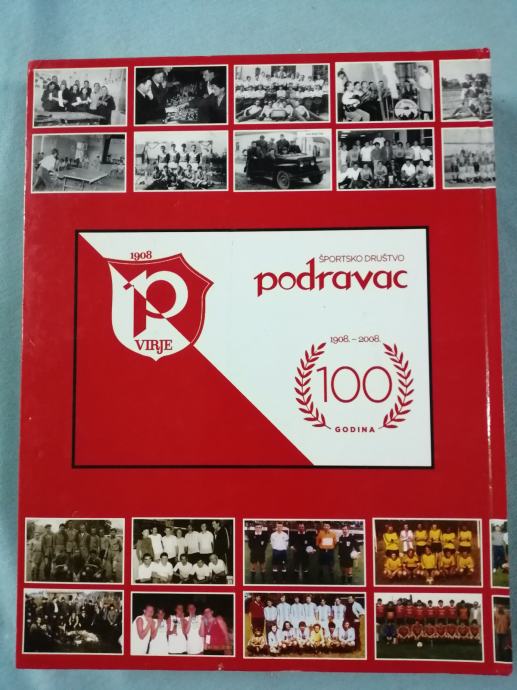 1908
P
VIRJE
ŠPORTSKO DRUŠTVO
podravac
1908. - 2008.
100
GODINA